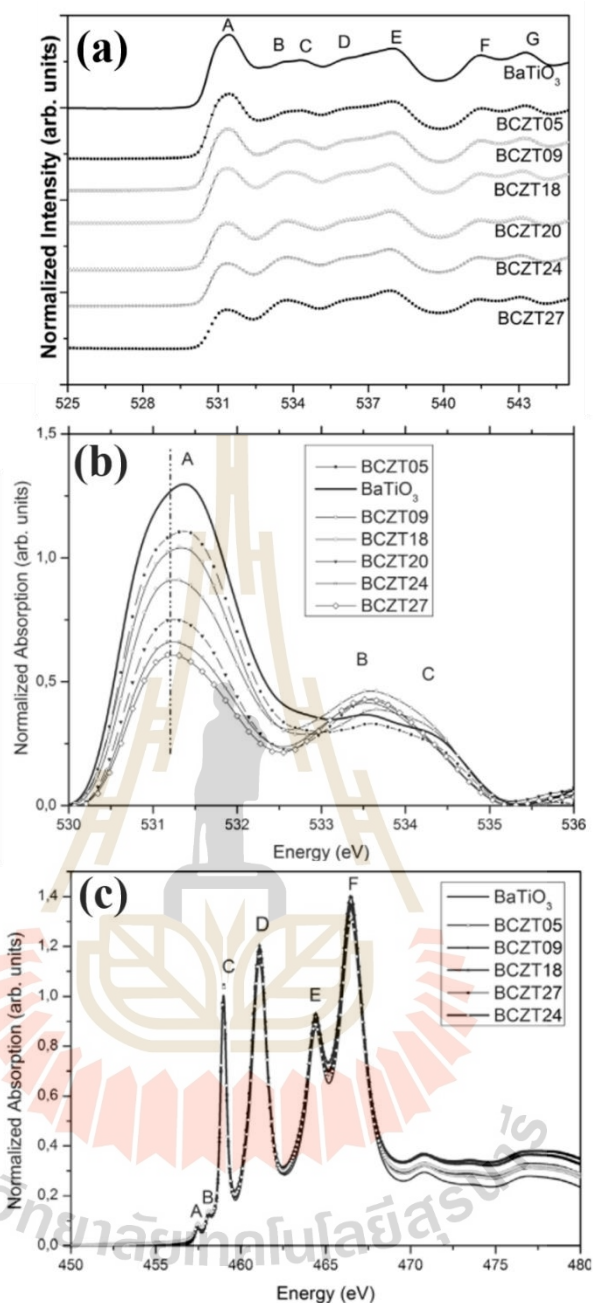 (a)
A
B
C
D
E
F
G
BaTiO3
BCZT05
BCZT09
BCZT18
BCZT20
BCZT24
BCZT27
Normalized Intensity (arb. units)
525 528 531 534 537 540 543
(b)
1,5
1,0
0,5
0,0
Normalized Absorption (arb. units)
A
B
C
BCZT05
BaTiO3
BCZT09
BCZT18
BCZT20
BCZT24
BCZT27
530 531 532 533 534 535 536
Energy (eV)
(c)
1,4
1,2
1,0
0,8
0,6
0,4
0,2
0,0
Normalized Absorption (arb. units)
A
B
C
D
E
F
BaTiO3
BCZT05
BCZT09
BCZT18
BCZT27
BCZT24
450 455 460 465 470 475 480
Energy (eV)